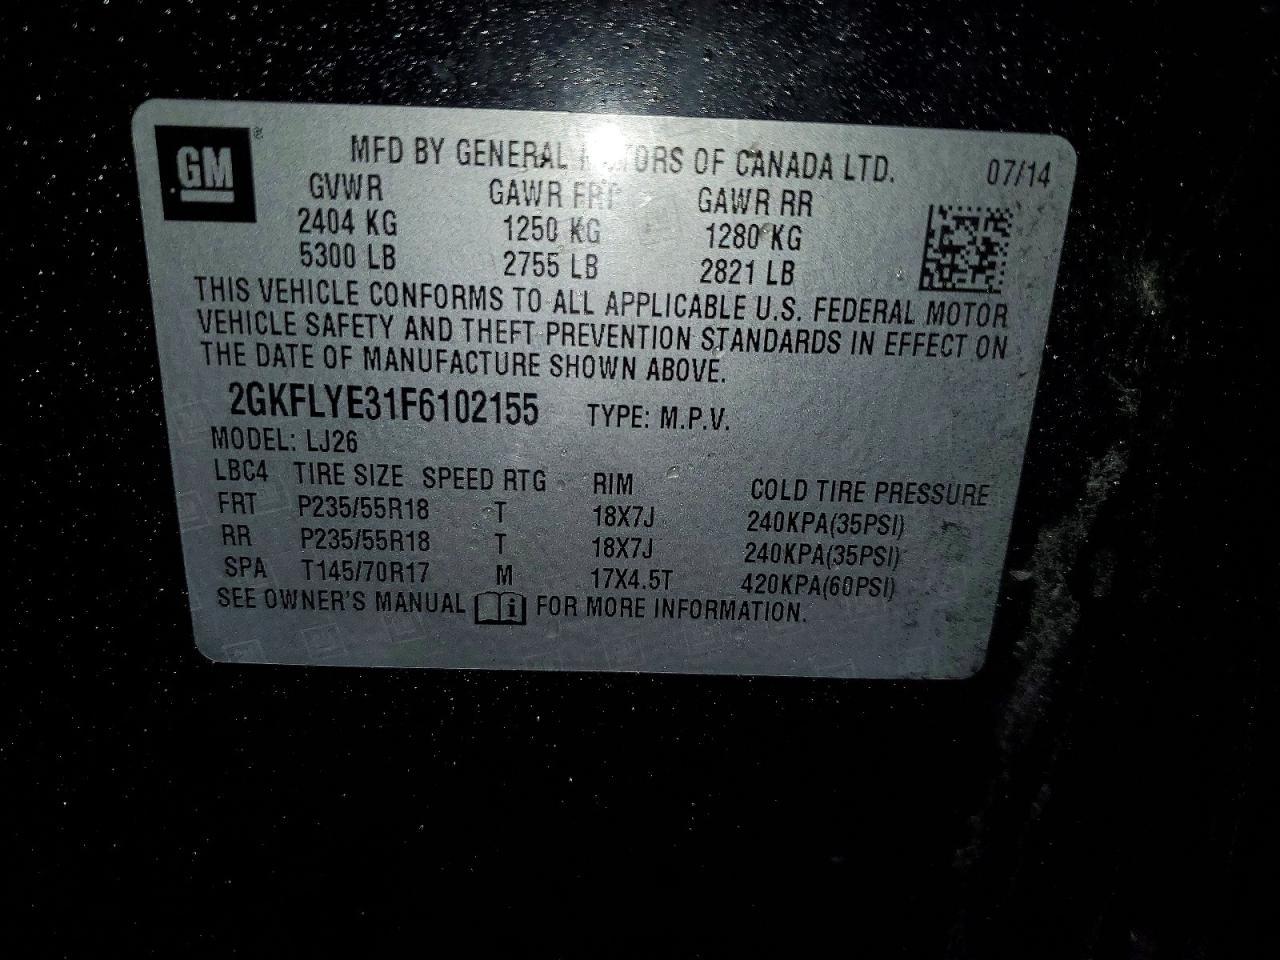 GM ®
MFD BY GENERAL MOTORS OF CANADA LTD. 07/14
GVWR GAWR FRT GAWR RR
2404 KG 1250 KG 1280 KG
5300 LB 2755 LB 2821 LB
THIS VEHICLE CONFORMS TO ALL APPLICABLE U.S. FEDERAL MOTOR
VEHICLE SAFETY AND THEFT PREVENTION STANDARDS IN EFFECT ON
THE DATE OF MANUFACTURE SHOWN ABOVE.
2GKFLYE31F6102155 TYPE: M.P.V.
MODEL: LJ26
LBC4 TIRE SIZE SPEED RTG RIM COLD TIRE PRESSURE
FRT P235/55R18 T 18X7J 240KPA(35PSI)
RR P235/55R18 T 18X7J 240KPA(35PSI)
SPA T145/70R17 M 17X4.5T 420KPA(60PSI)
SEE OWNER'S MANUAL i FOR MORE INFORMATION.